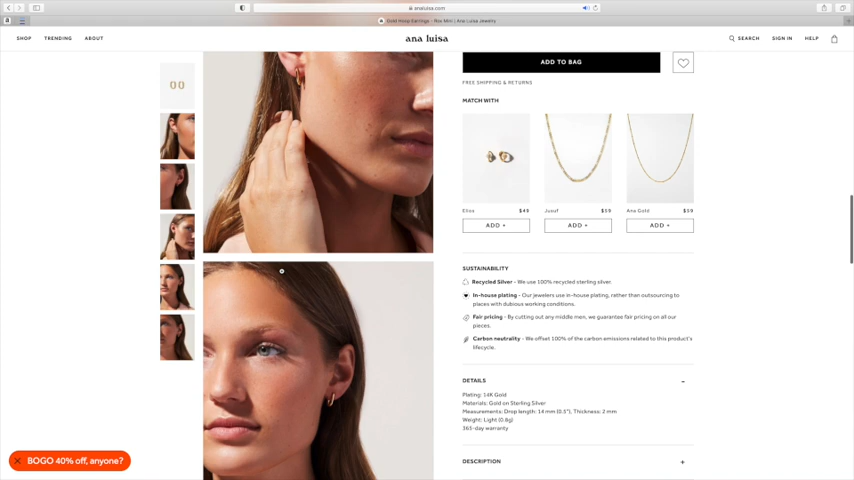 analuisa.com
Gold Hoop Earrings - Rox Mini | Ana Luisa Jewelry
SHOP
TRENDING
ABOUT
ana luisa
SEARCH
SIGN IN
HELP
ADD TO BAG
FREE SHIPPING & RETURNS
MATCH WITH
Elios $49
Jusuf $59
Ana Gold $59
ADD +
ADD +
ADD +
SUSTAINABILITY
Recycled Silver - We use 100% recycled sterling silver.
In-house plating - Our jewelers use in-house plating, rather than outsourcing to
places with dubious working conditions.
Fair pricing - By cutting out any middle men, we guarantee fair pricing on all our
pieces.
Carbon neutrality - We offset 100% of the carbon emissions related to this product's
lifecycle.
DETAILS
Plating: 14K Gold
Materials: Gold on Sterling Silver
Measurements: Drop length: 14 mm (0.5"), Thickness: 2 mm
Weight: Light (0.8g)
365-day warranty
DESCRIPTION
BOGO 40% off, anyone?